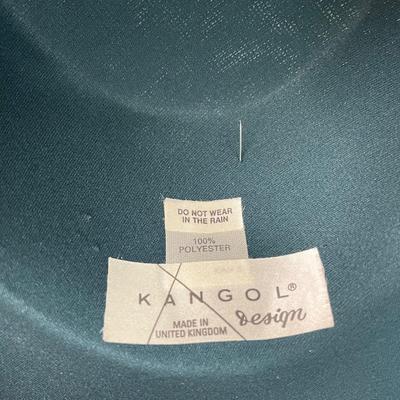 DO NOT WEAR
IN THE RAIN
100%
POLYESTER
KANGOL®
design
MADE IN
UNITED KINGDOM